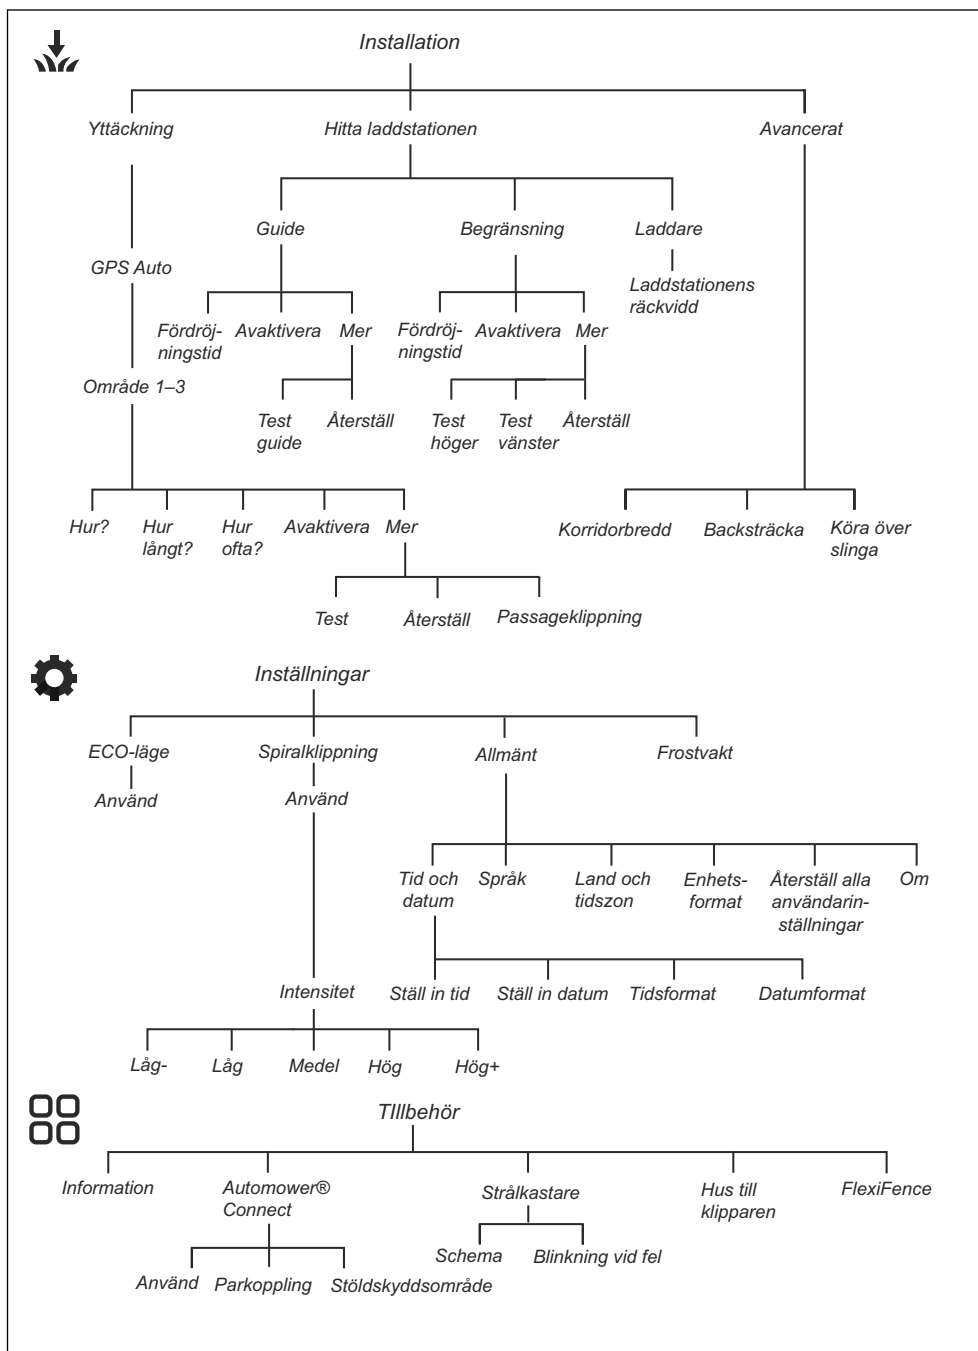 Installation
Yttäckning
Hitta laddstationen
Avancerat
Guide
Begränsning
Laddare
GPS Auto
Laddstationens
räckvidd
Fördröj-
ningstid
Avaktivera
Mer
Fördröj-
ningstid
Avaktivera
Mer
Område 1–3
Test
guide
Återställ
Test
höger
Test
vänster
Återställ
Hur?
Hur
långt?
Hur
ofta?
Avaktivera
Mer
Korridorbredd
Backsträcka
Köra över
slinga
Test
Återställ
Passageklippning
Inställningar
ECO-läge
Spiralklippning
Allmänt
Frostvakt
Använd
Använd
Tid och
datum
Språk
Land och
tidszon
Enhets-
format
Återställ alla
användarin-
ställningar
Om
Intensitet
Ställ in tid
Ställ in datum
Tidsformat
Datumformat
Låg-
Låg
Medel
Hög
Hög+
TIllbehör
Information
Automower®
Connect
Strålkastare
Hus till
klipparen
FlexiFence
Schema
Blinkning vid fel
Använd
Parkoppling
Stöldskyddsområde